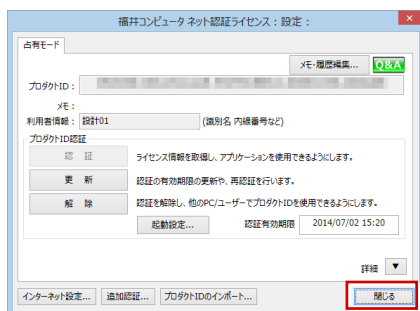 福井コンピュータ ネット認証ライセンス：設定：
占有モード
メモ・履歴編集... Q&A
プロダクトID：
メモ：
利用者情報： 設計01 (識別名 内線番号など)
プロダクトID認証
認 証 ライセンス情報を取得し、アプリケーションを使用できるようにします。
更 新 認証の有効期限の更新や、再認証を行います。
解 除 認証を解除し、他のPC/ユーザーでプロダクトIDを使用できるようにします。
起動設定... 認証有効期限 2014/07/02 15:20
詳細 ▼
インターネット設定... 追加認証... プロダクトIDのインポート... 閉じる